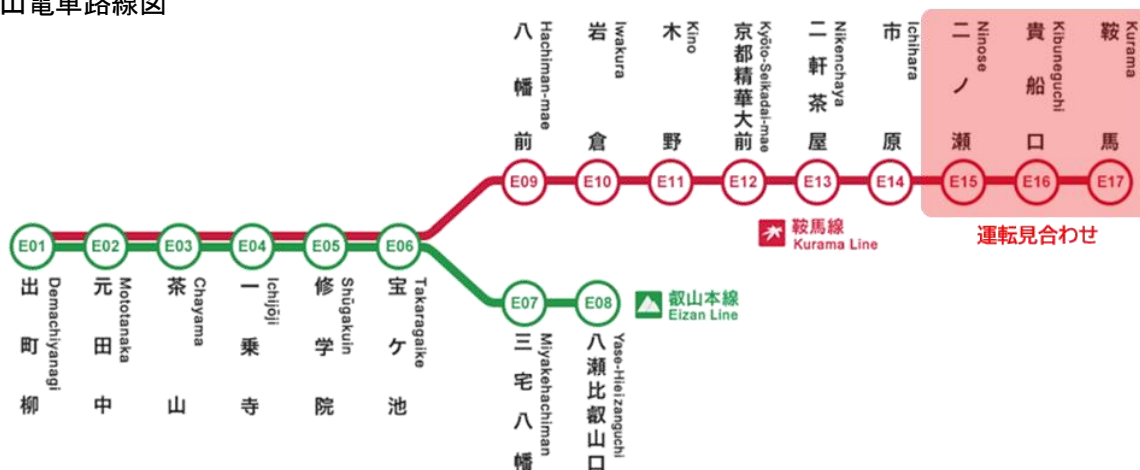 山電車路線図
八幡前 Hachiman-mae
岩倉 Iwakura
木野 Kino
京都精華大前 Kyōto-Seikadai-mae
二軒茶屋 Nikenchaya
市原 Ichihara
二ノ瀬 Ninose
貴船口 Kibuneguchi
鞍馬 Kurama
E09 E10 E11 E12 E13 E14 E15 E16 E17
鞍馬線
Kurama Line
運転見合わせ
E01 E02 E03 E04 E05 E06
出町柳 Demachiyanagi
元田中 Mototanaka
茶山 Chayama
一乗寺 Ichijōji
修学院 Shūgakuin
宝ケ池 Takaragaike
E07 E08
叡山本線
Eizan Line
三宅八幡 Miyakehachiman
八瀬比叡山口 Yase-Hieizanguchi